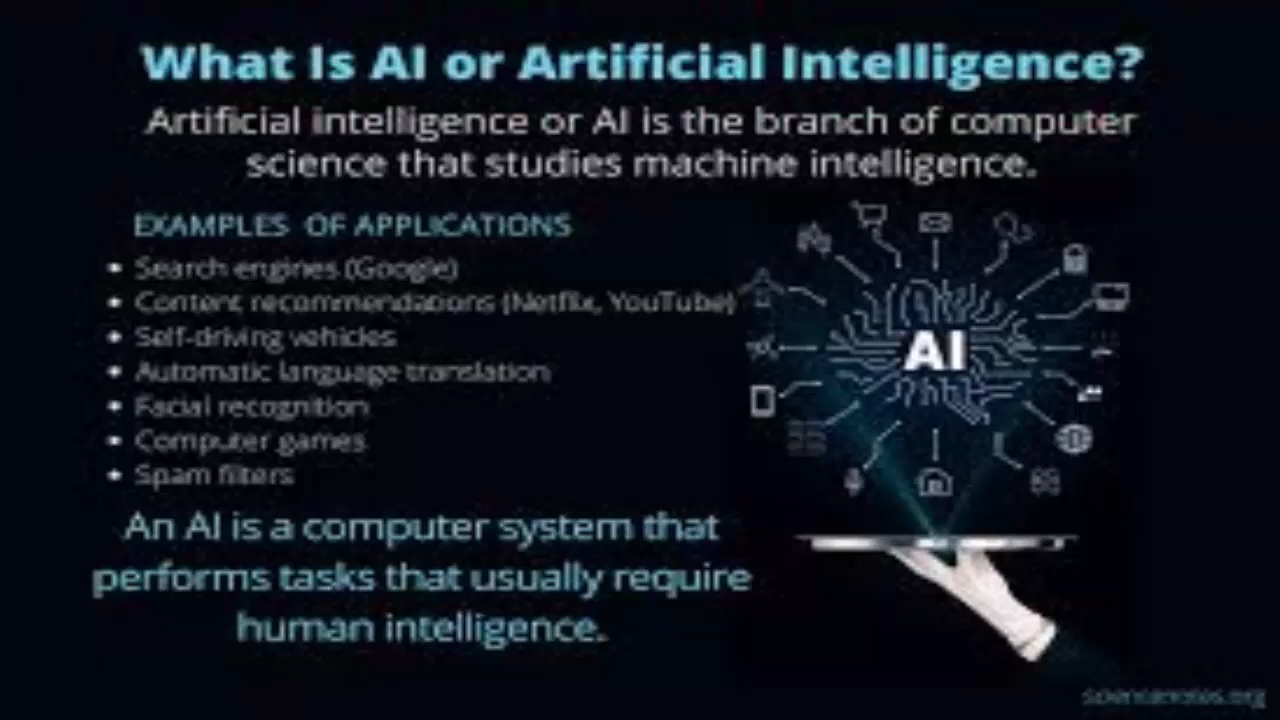 What Is AI or Artificial Intelligence?
Artificial intelligence or AI is the branch of computer
science that studies machine intelligence.
EXAMPLES OF APPLICATIONS
• Search engines (Google)
• Content recommendations (Netflix, YouTube)
• Self-driving vehicles
• Automatic language translation
• Facial recognition
• Computer games
• Spam filters
AI
An AI is a computer system that
performs tasks that usually require
human intelligence.
sciencenotes.org